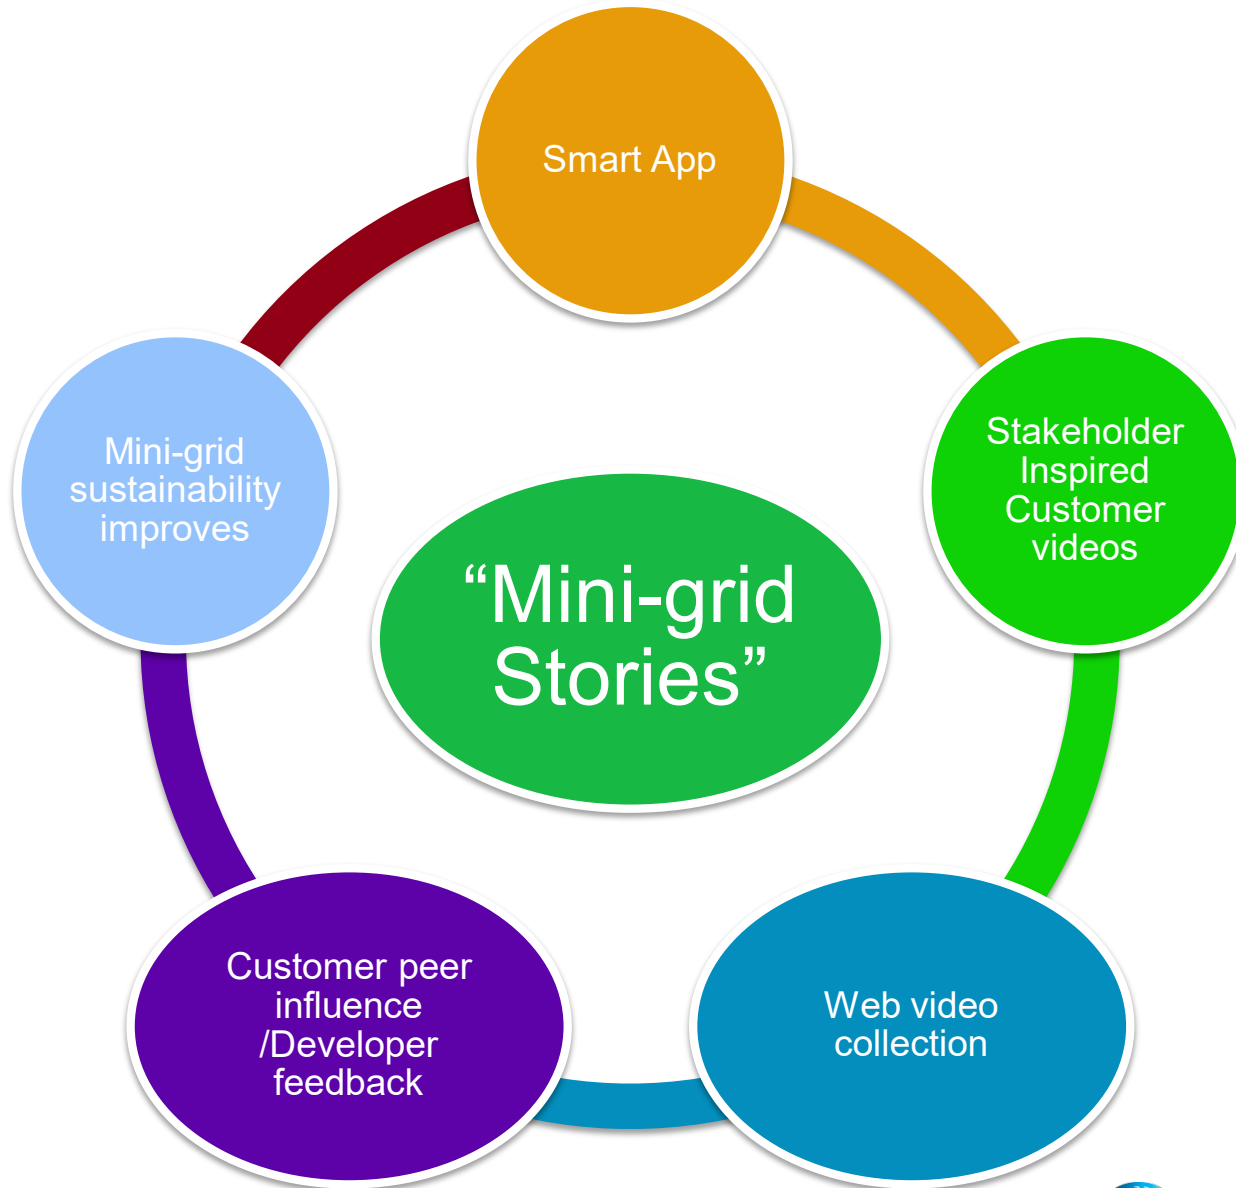 Smart App
Stakeholder
Inspired
Customer
videos
Web video
collection
Customer peer
influence
/Developer
feedback
Mini-grid
sustainability
improves
“Mini-grid
Stories”